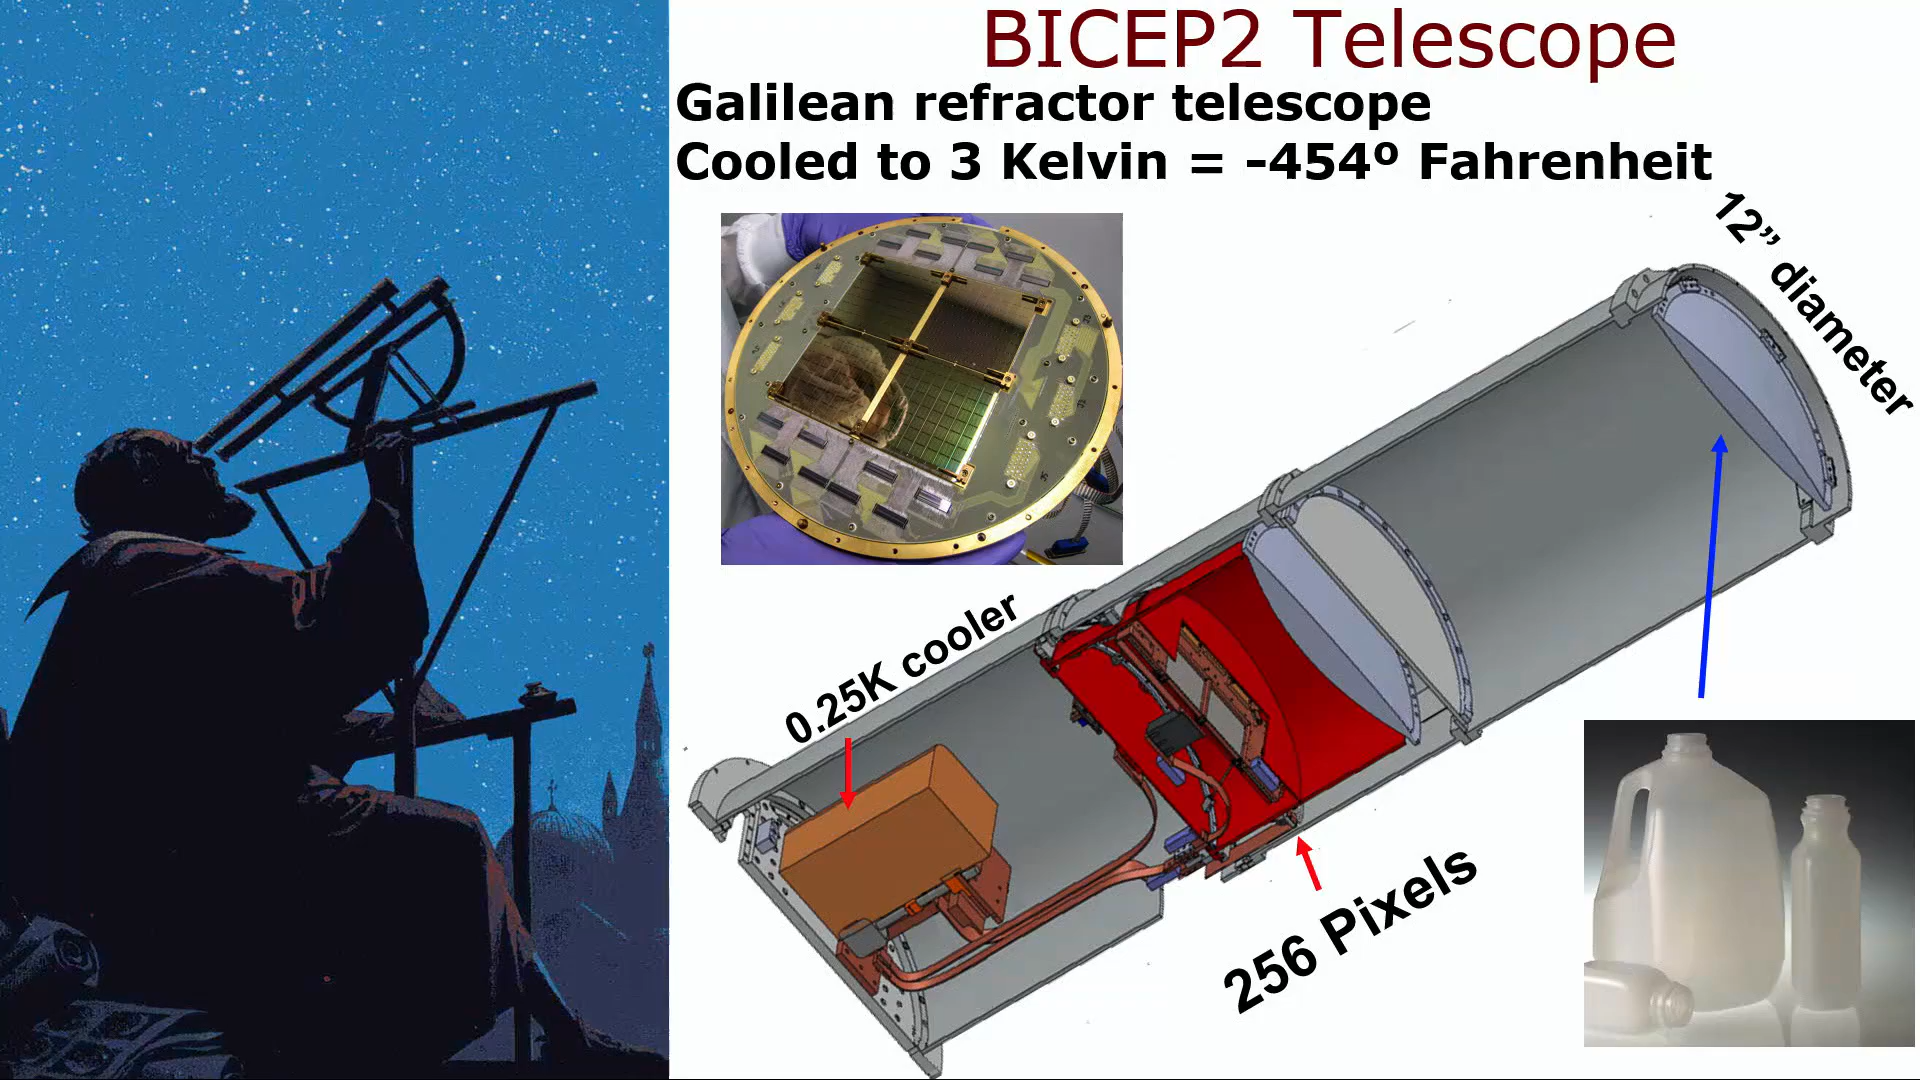 BICEP2 Telescope
Galilean refractor telescope
Cooled to 3 Kelvin = -454º Fahrenheit
12” diameter
0.25K cooler
256 Pixels